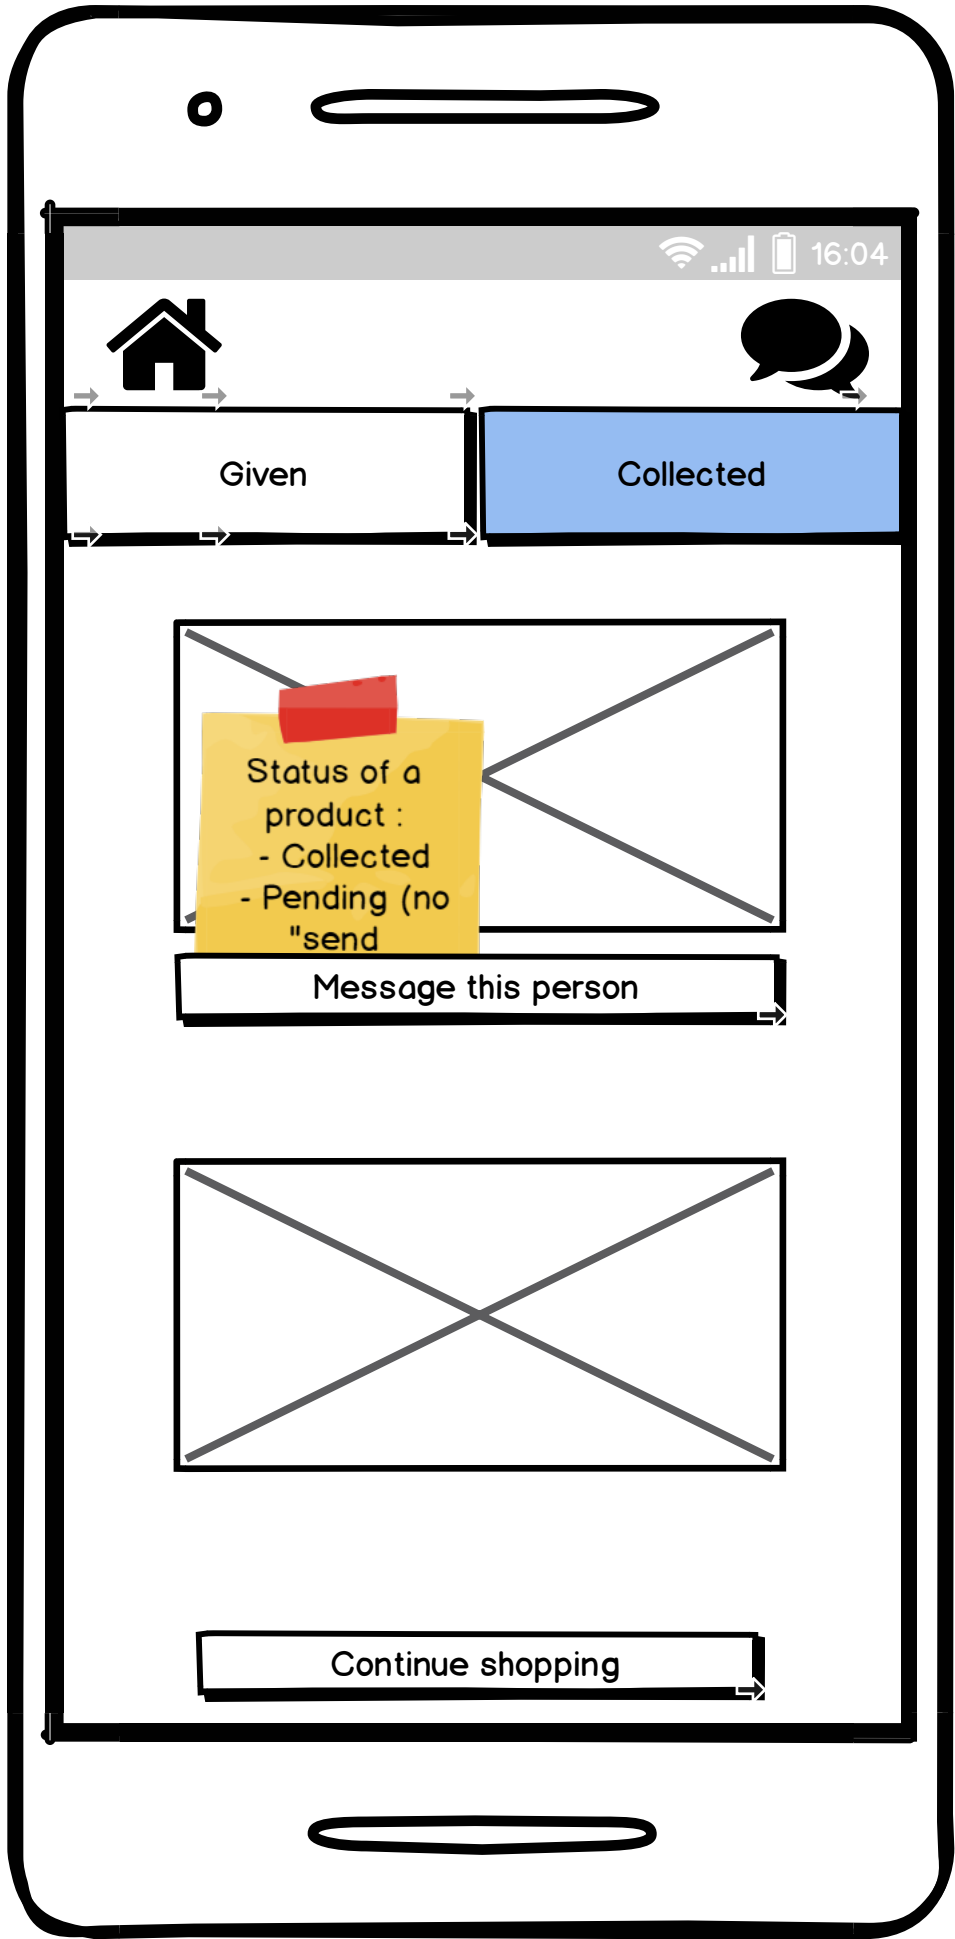 16:04
Given
Collected
Status of a
product :
- Collected
- Pending (no
"send
Message this person
Continue shopping